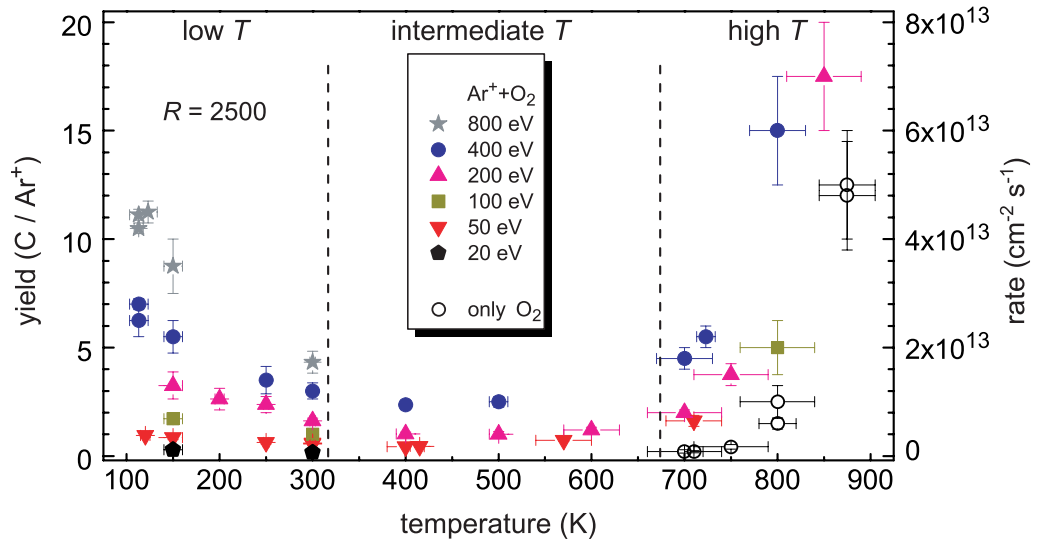 low T
intermediate T
high T
R = 2500
Ar⁺+O₂
800 eV
400 eV
200 eV
100 eV
50 eV
20 eV
only O₂
yield (C / Ar⁺)
20
15
10
5
0
rate (cm⁻² s⁻¹)
8x10¹³
6x10¹³
4x10¹³
2x10¹³
0
100 200 300 400 500 600 700 800 900
temperature (K)